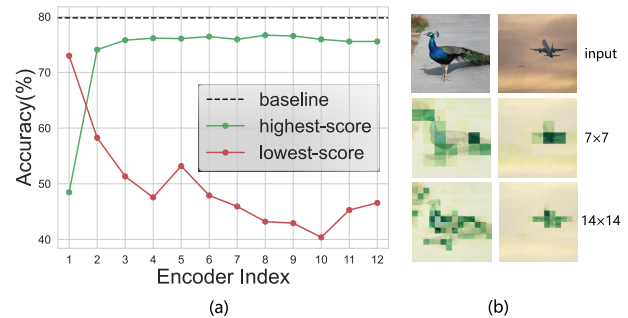 80
70
60
50
40
Accuracy(%)
baseline
highest-score
lowest-score
1 2 3 4 5 6 7 8 9 10 11 12
Encoder Index
(a)
input
7×7
14×14
(b)